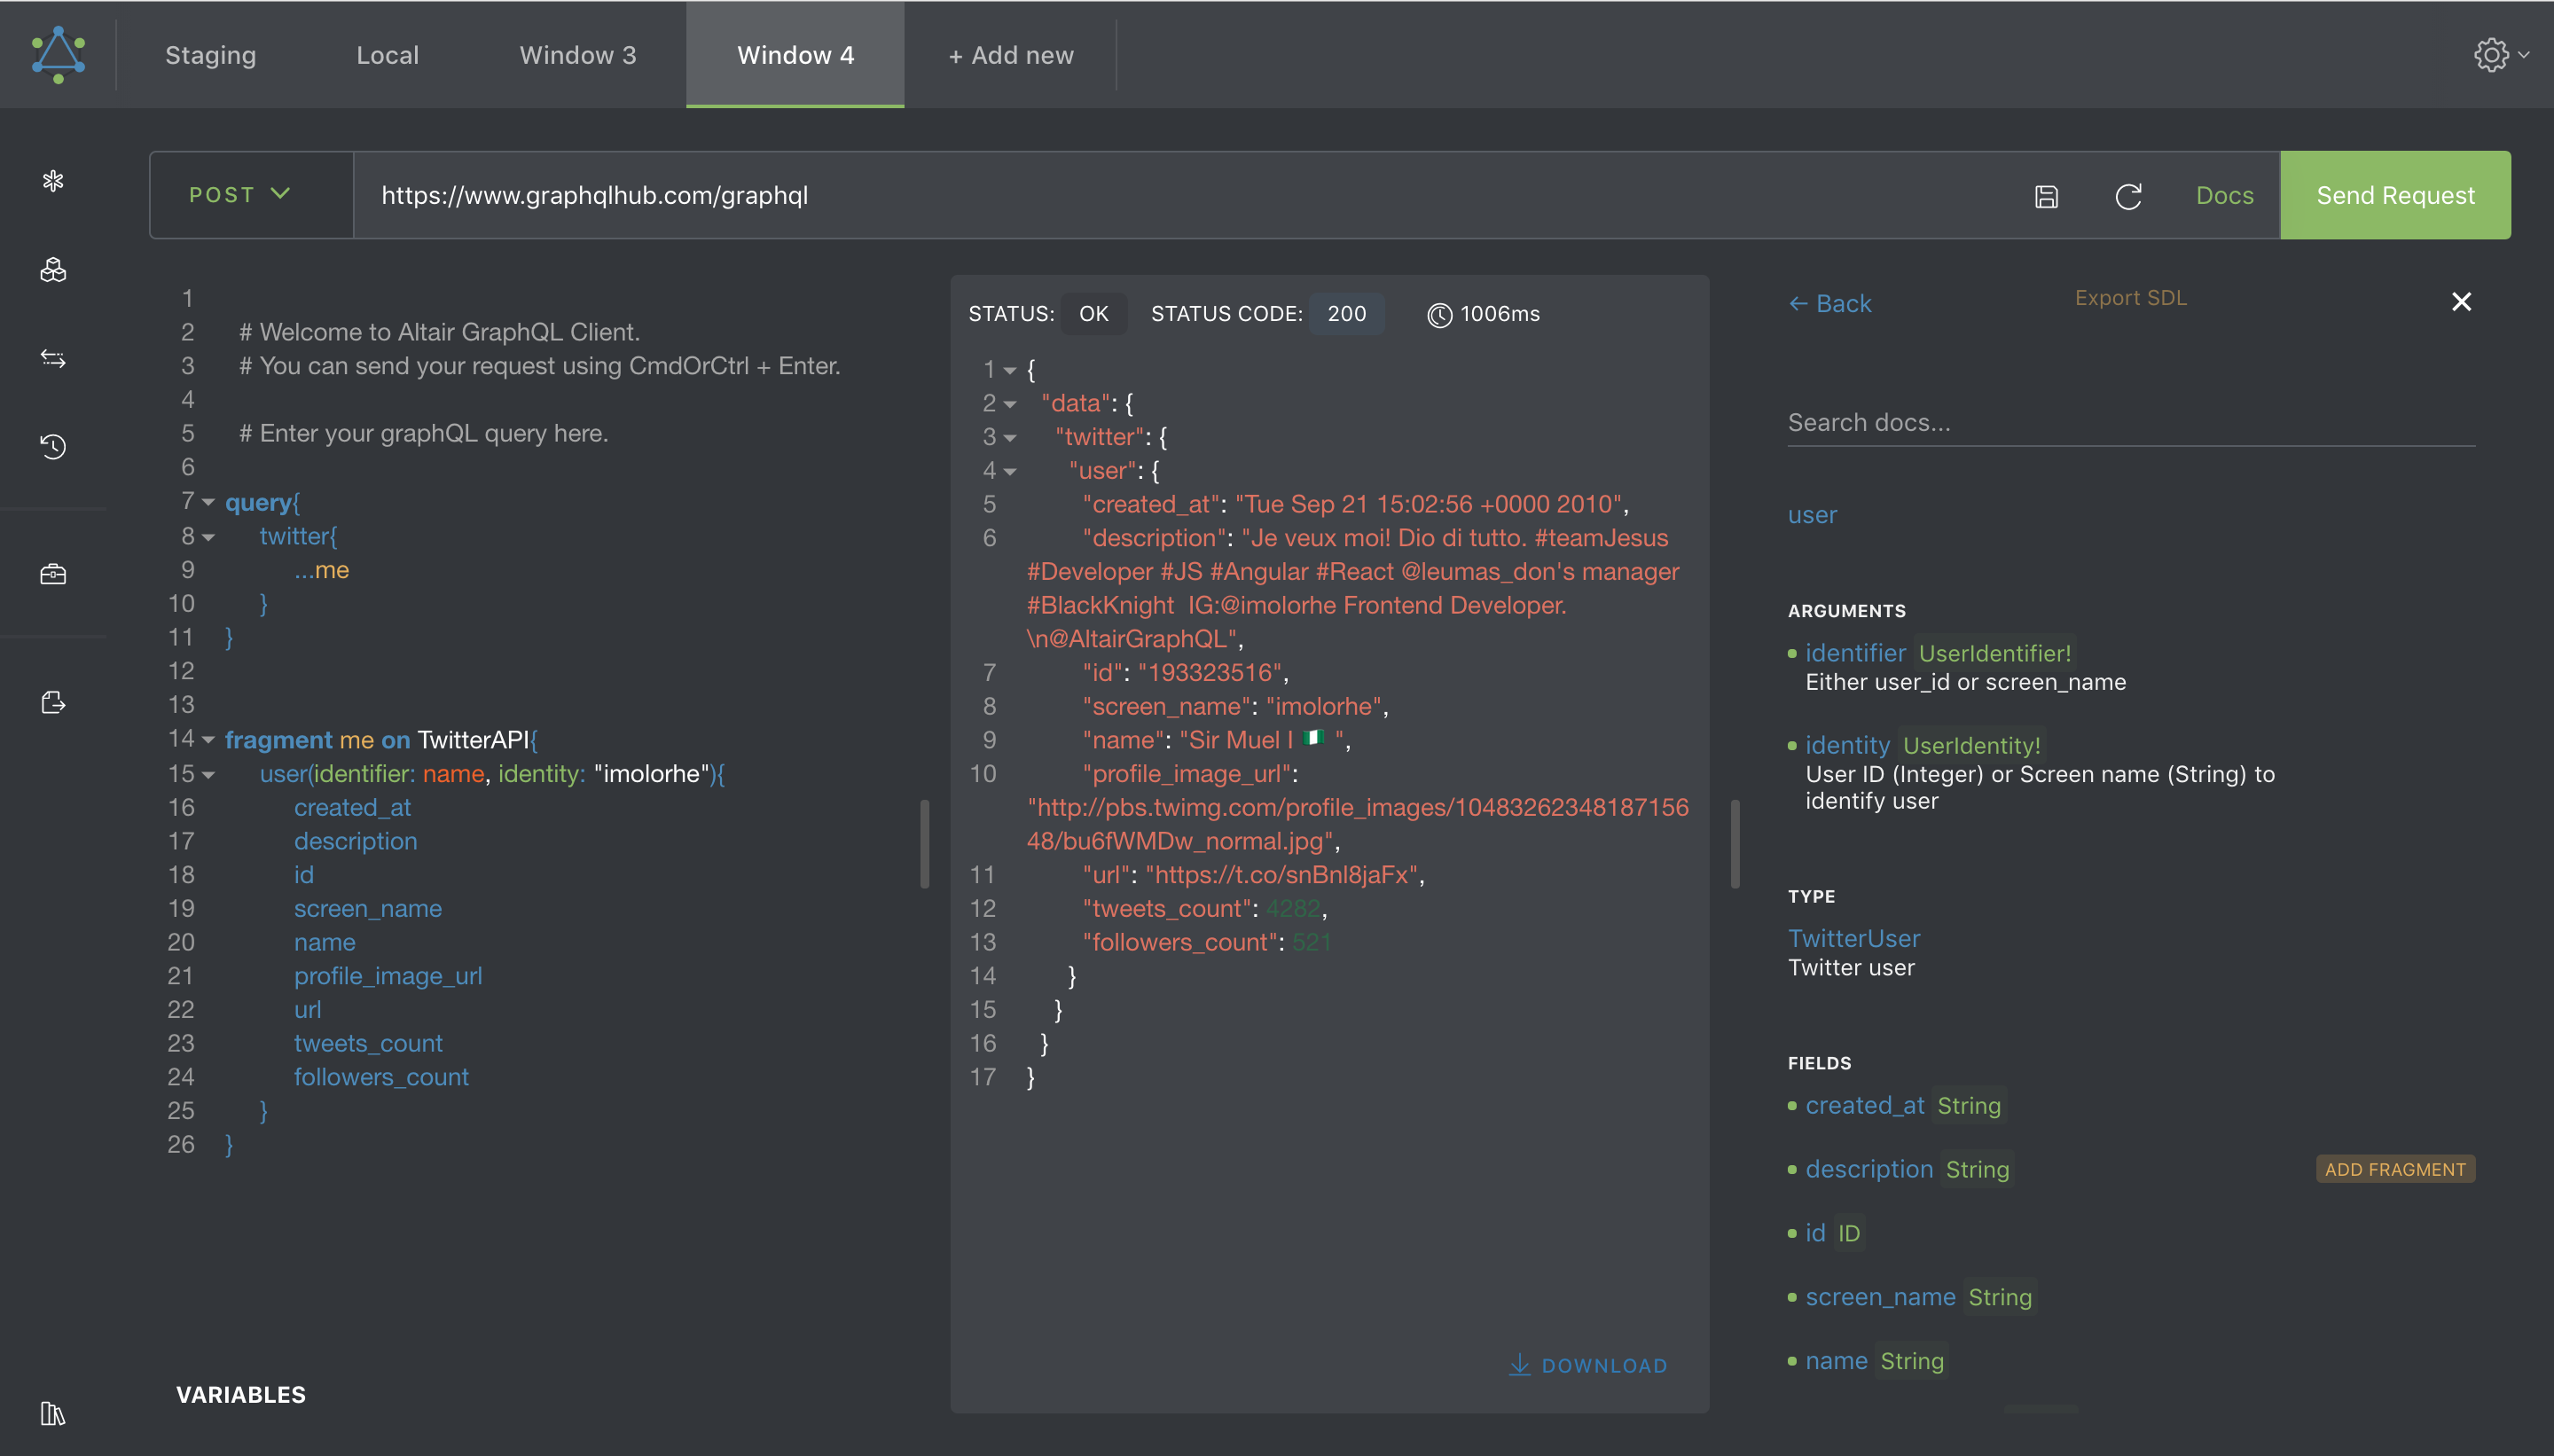 Staging Local Window 3 Window 4 + Add new
POST https://www.graphqlhub.com/graphql Docs Send Request
1
2 # Welcome to Altair GraphQL Client.
3 # You can send your request using CmdOrCtrl + Enter.
4
5 # Enter your graphQL query here.
6
7 query{
8 twitter{
9 ...me
10 }
11 }
12
13
14 fragment me on TwitterAPI{
15 user(identifier: name, identity: "imolorhe"){
16 created_at
17 description
18 id
19 screen_name
20 name
21 profile_image_url
22 url
23 tweets_count
24 followers_count
25 }
26 }
VARIABLES
STATUS: OK STATUS CODE: 200 1006ms
1 {
2 "data": {
3 "twitter": {
4 "user": {
5 "created_at": "Tue Sep 21 15:02:56 +0000 2010",
6 "description": "Je veux moi! Dio di tutto. #teamJesus
#Developer #JS #Angular #React @leumas_don's manager
#BlackKnight  IG:@imolorhe Frontend Developer.
\n@AltairGraphQL",
7 "id": "193323516",
8 "screen_name": "imolorhe",
9 "name": "Sir Muel I 🇳🇬 ",
10 "profile_image_url":
"http://pbs.twimg.com/profile_images/10483262348187156
48/bu6fWMDw_normal.jpg",
11 "url": "https://t.co/snBnl8jaFx",
12 "tweets_count": 4282,
13 "followers_count": 521
14 }
15 }
16 }
17 }
DOWNLOAD
← Back Export SDL
Search docs...
user
ARGUMENTS
identifier UserIdentifier!
Either user_id or screen_name
identity UserIdentity!
User ID (Integer) or Screen name (String) to
identify user
TYPE
TwitterUser
Twitter user
FIELDS
created_at String
description String ADD FRAGMENT
id ID
screen_name String
name String